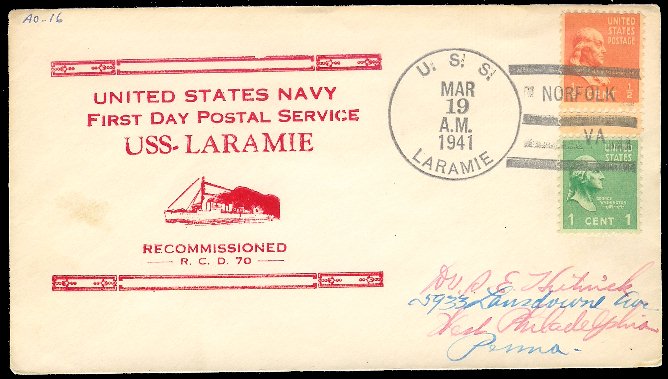 AO-16
UNITED STATES NAVY
FIRST DAY POSTAL SERVICE
USS-LARAMIE
RECOMMISSIONED
R. C. D. 70
U. S. S.
MAR
19
A.M.
1941
LARAMIE
NORFOLK
VA
UNITED
STATES
POSTAGE
UNITED
STATES
1 CENT 1
5933 Lansdowne Ave
West Philadelphia
Penna-